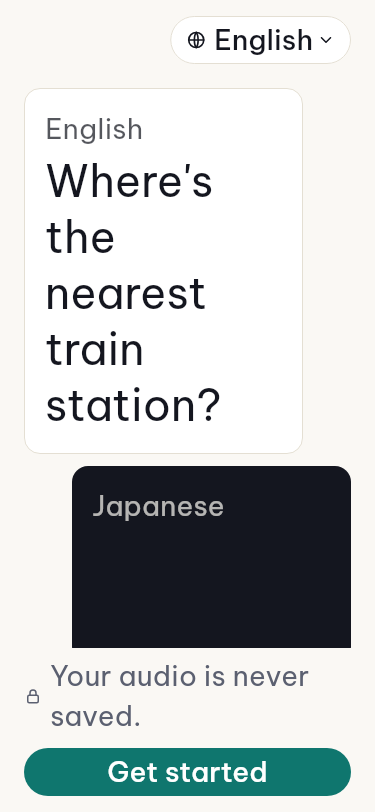 English
English
Where's
the
nearest
train
station?
Japanese
Your audio is never
saved.
Get started